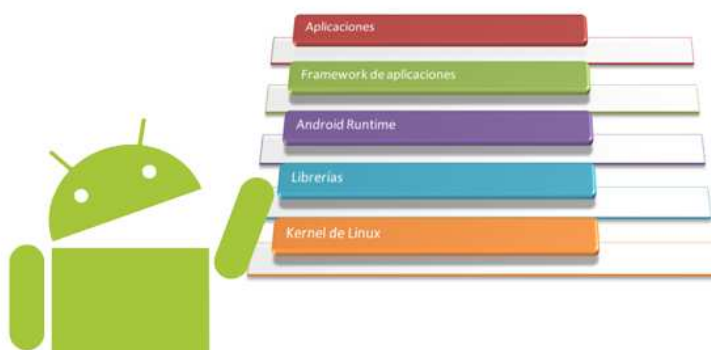 Aplicaciones
Framework de aplicaciones
Android Runtime
Librerías
Kernel de Linux